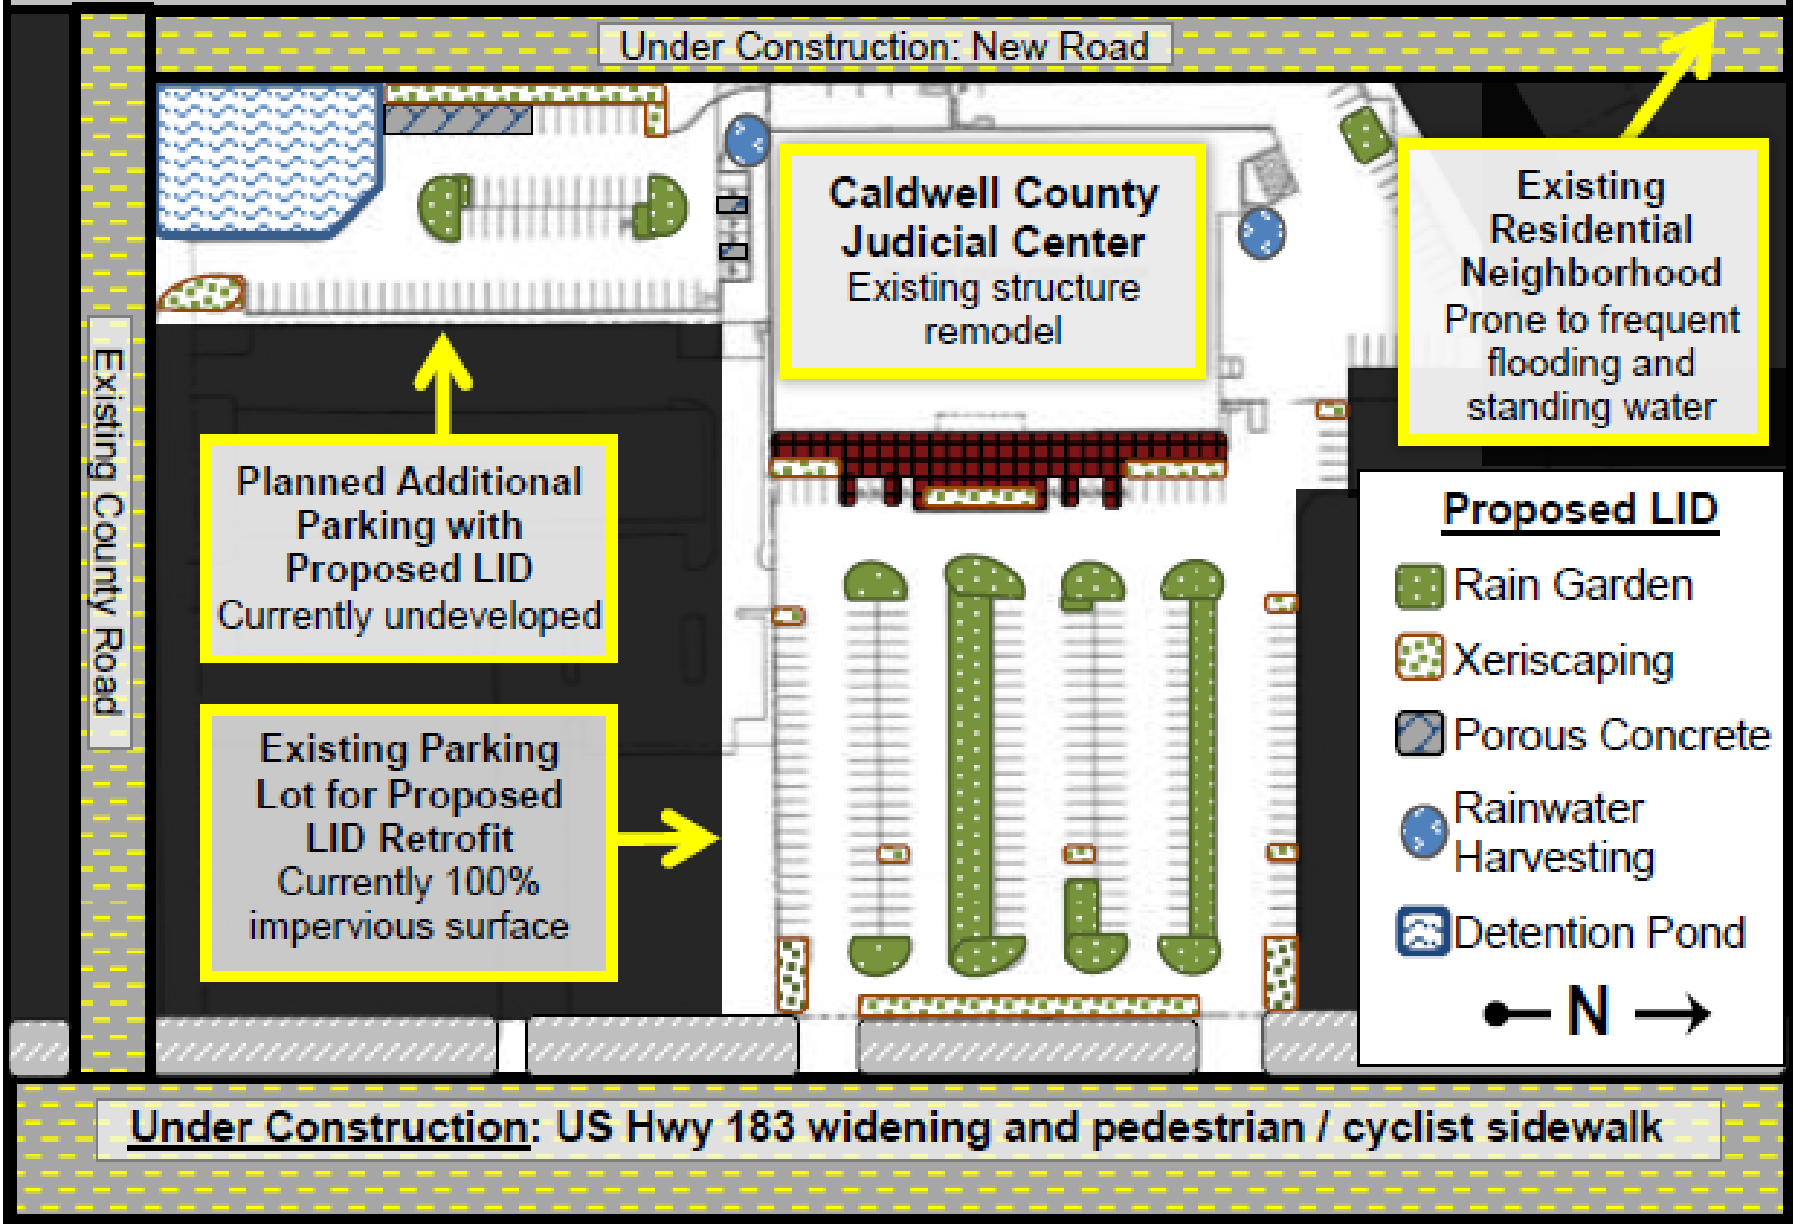 Under Construction: New Road
Caldwell County
Judicial Center
Existing structure
remodel
Existing
Residential
Neighborhood
Prone to frequent
flooding and
standing water
Existing County Road
Planned Additional
Parking with
Proposed LID
Currently undeveloped
Existing Parking
Lot for Proposed
LID Retrofit
Currently 100%
impervious surface
Proposed LID
Rain Garden
Xeriscaping
Porous Concrete
Rainwater
Harvesting
Detention Pond
N
Under Construction: US Hwy 183 widening and pedestrian / cyclist sidewalk